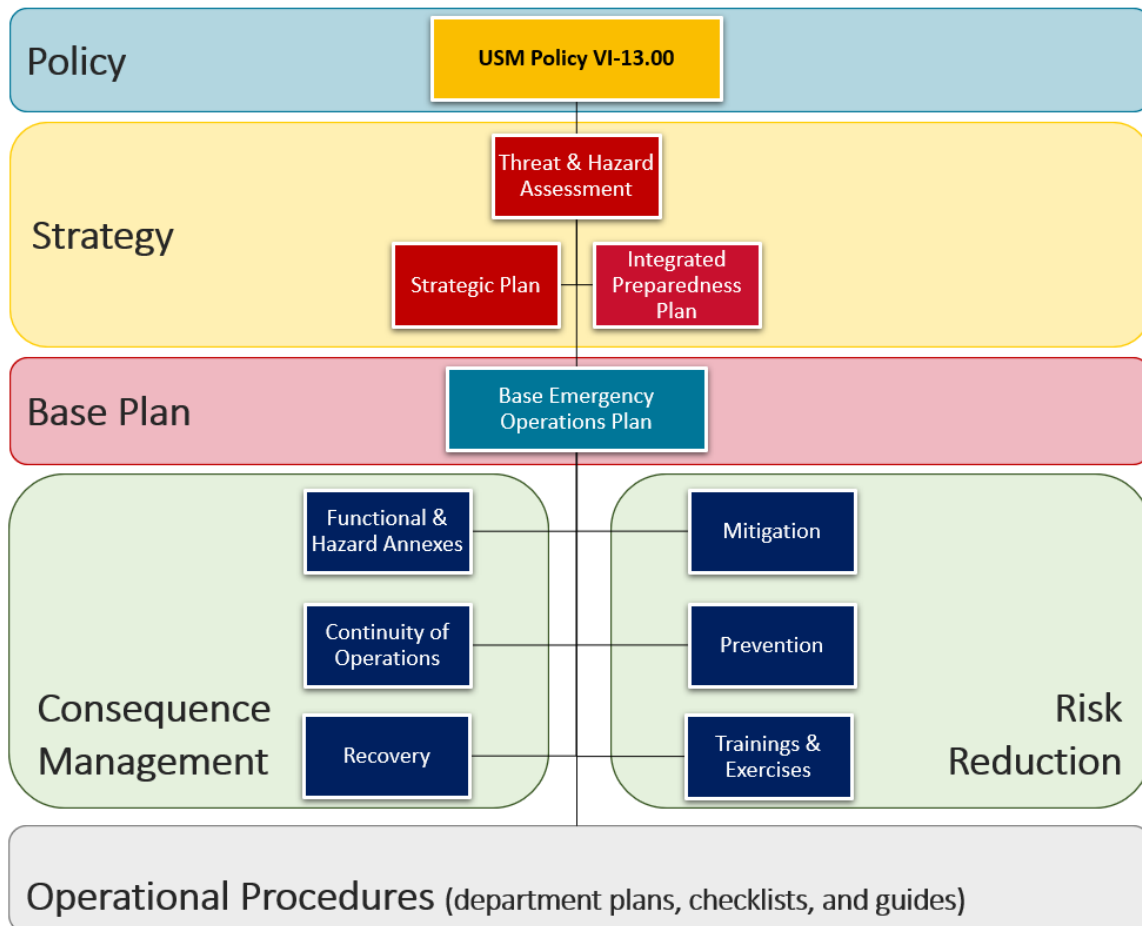 Policy
USM Policy VI-13.00
Strategy
Threat & Hazard
Assessment
Strategic Plan
Integrated
Preparedness
Plan
Base Plan
Base Emergency
Operations Plan
Consequence
Management
Functional &
Hazard Annexes
Continuity of
Operations
Recovery
Mitigation
Prevention
Trainings &
Exercises
Risk
Reduction
Operational Procedures (department plans, checklists, and guides)